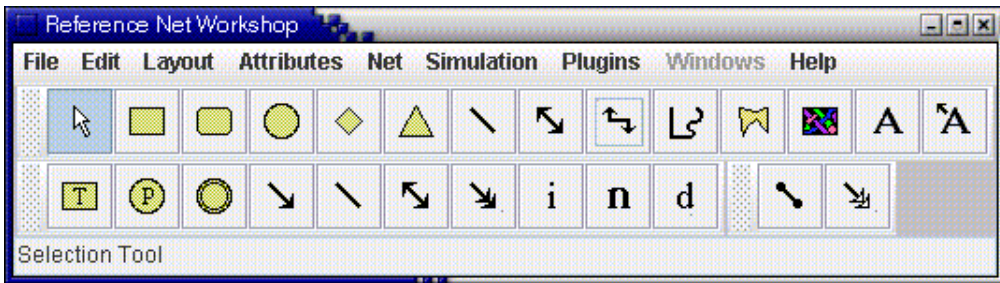 Reference Net Workshop
File Edit Layout Attributes Net Simulation Plugins Windows Help
A A
T P i n d
Selection Tool